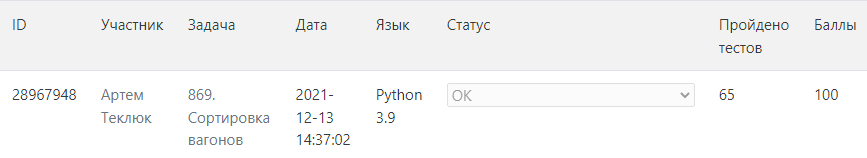 ID Участник Задача Дата Язык Статус Пройдено тестов Баллы
28967948 Артем Теклюк 869. Сортировка вагонов 2021-12-13 14:37:02 Python 3.9 OK 65 100